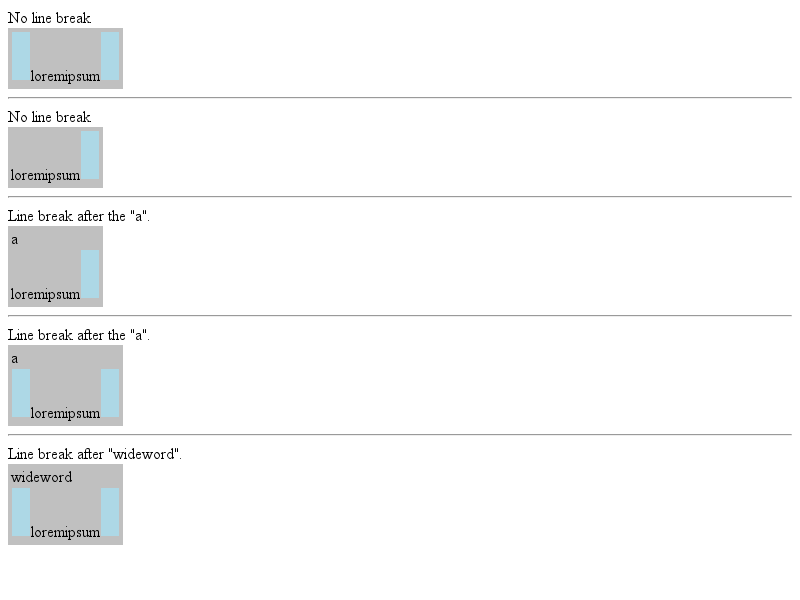 No line break
loremipsum
No line break
loremipsum
Line break after the "a".
a
loremipsum
Line break after the "a".
a
loremipsum
Line break after "wideword".
wideword
loremipsum